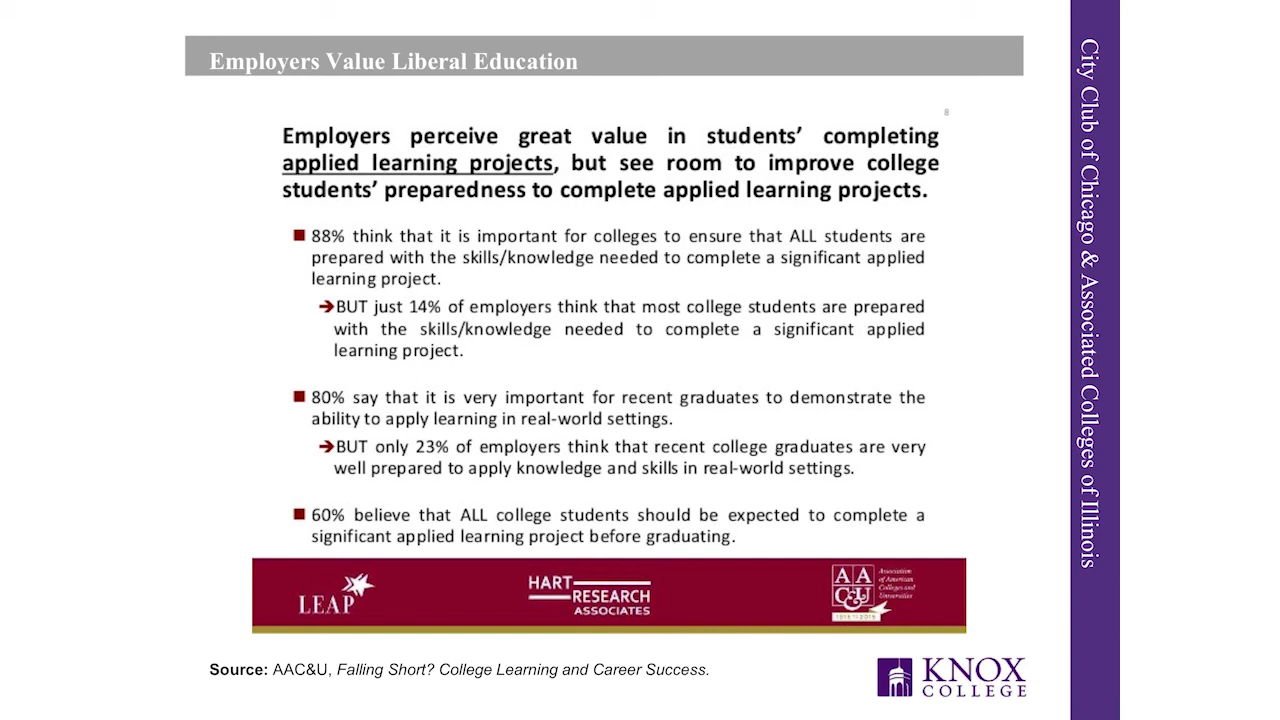 Employers Value Liberal Education
8
Employers perceive great value in students’ completing
applied learning projects, but see room to improve college
students’ preparedness to complete applied learning projects.
88% think that it is important for colleges to ensure that ALL students are
prepared with the skills/knowledge needed to complete a significant applied
learning project.
➔BUT just 14% of employers think that most college students are prepared
with the skills/knowledge needed to complete a significant applied
learning project.
80% say that it is very important for recent graduates to demonstrate the
ability to apply learning in real-world settings.
➔BUT only 23% of employers think that recent college graduates are very
well prepared to apply knowledge and skills in real-world settings.
60% believe that ALL college students should be expected to complete a
significant applied learning project before graduating.
LEAP
HART
RESEARCH
ASSOCIATES
AA
C&U
Association
of American
Colleges and
Universities
Source: AAC&U, Falling Short? College Learning and Career Success.
KNOX
COLLEGE
City Club of Chicago & Associated Colleges of Illinois